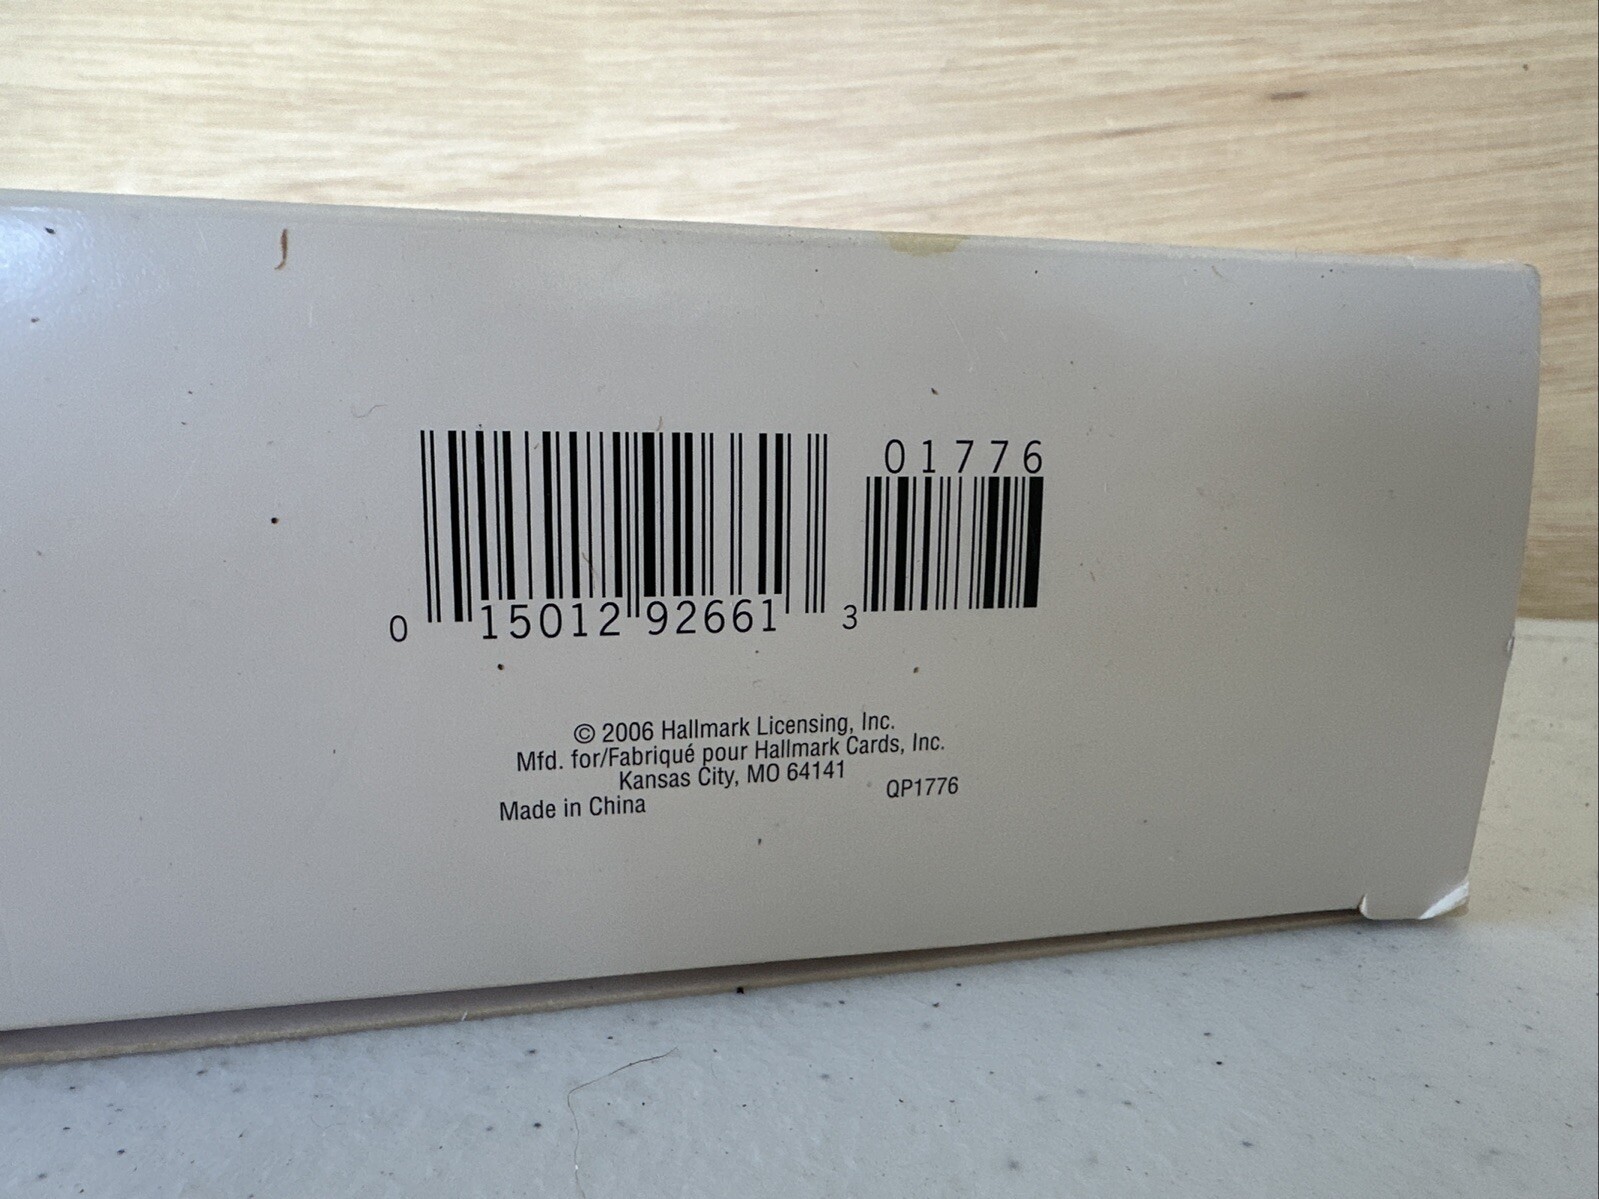 01776
0 15012 92661 3
© 2006 Hallmark Licensing, Inc.
Mfd. for/Fabriqué pour Hallmark Cards, Inc.
Kansas City, MO 64141
Made in China QP1776